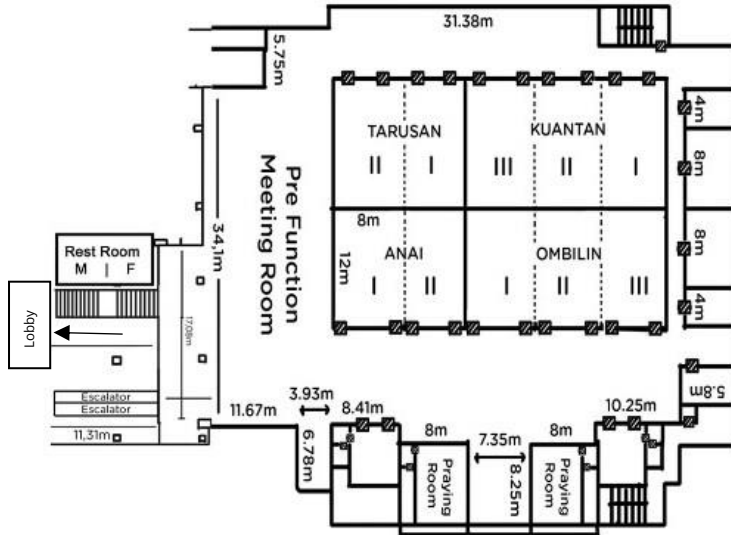 31.38m
5.75m
TARUSAN
II I
KUANTAN
III II I
4m
8m
8m
4m
Pre Function
Meeting Room
34,1m
8m
12m
ANAI
I II
OMBILIN
I II III
Rest Room
M | F
Lobby
17,08m
Escalator
Escalator
11,31m
11.67m
3.93m
6.78m
8.41m
8m
7.35m
8m
10.25m
5.8m
Praying
Room
8.25m
Praying
Room